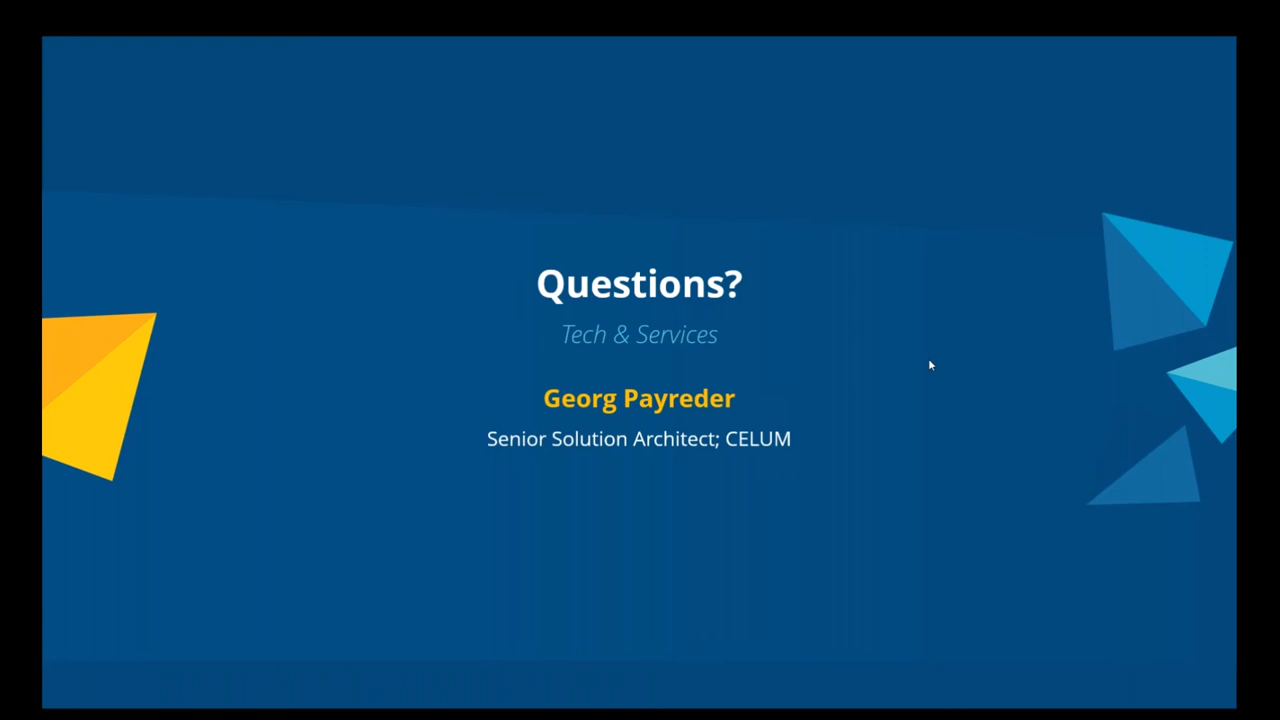 Questions?
Tech & Services
Georg Payreder
Senior Solution Architect; CELUM